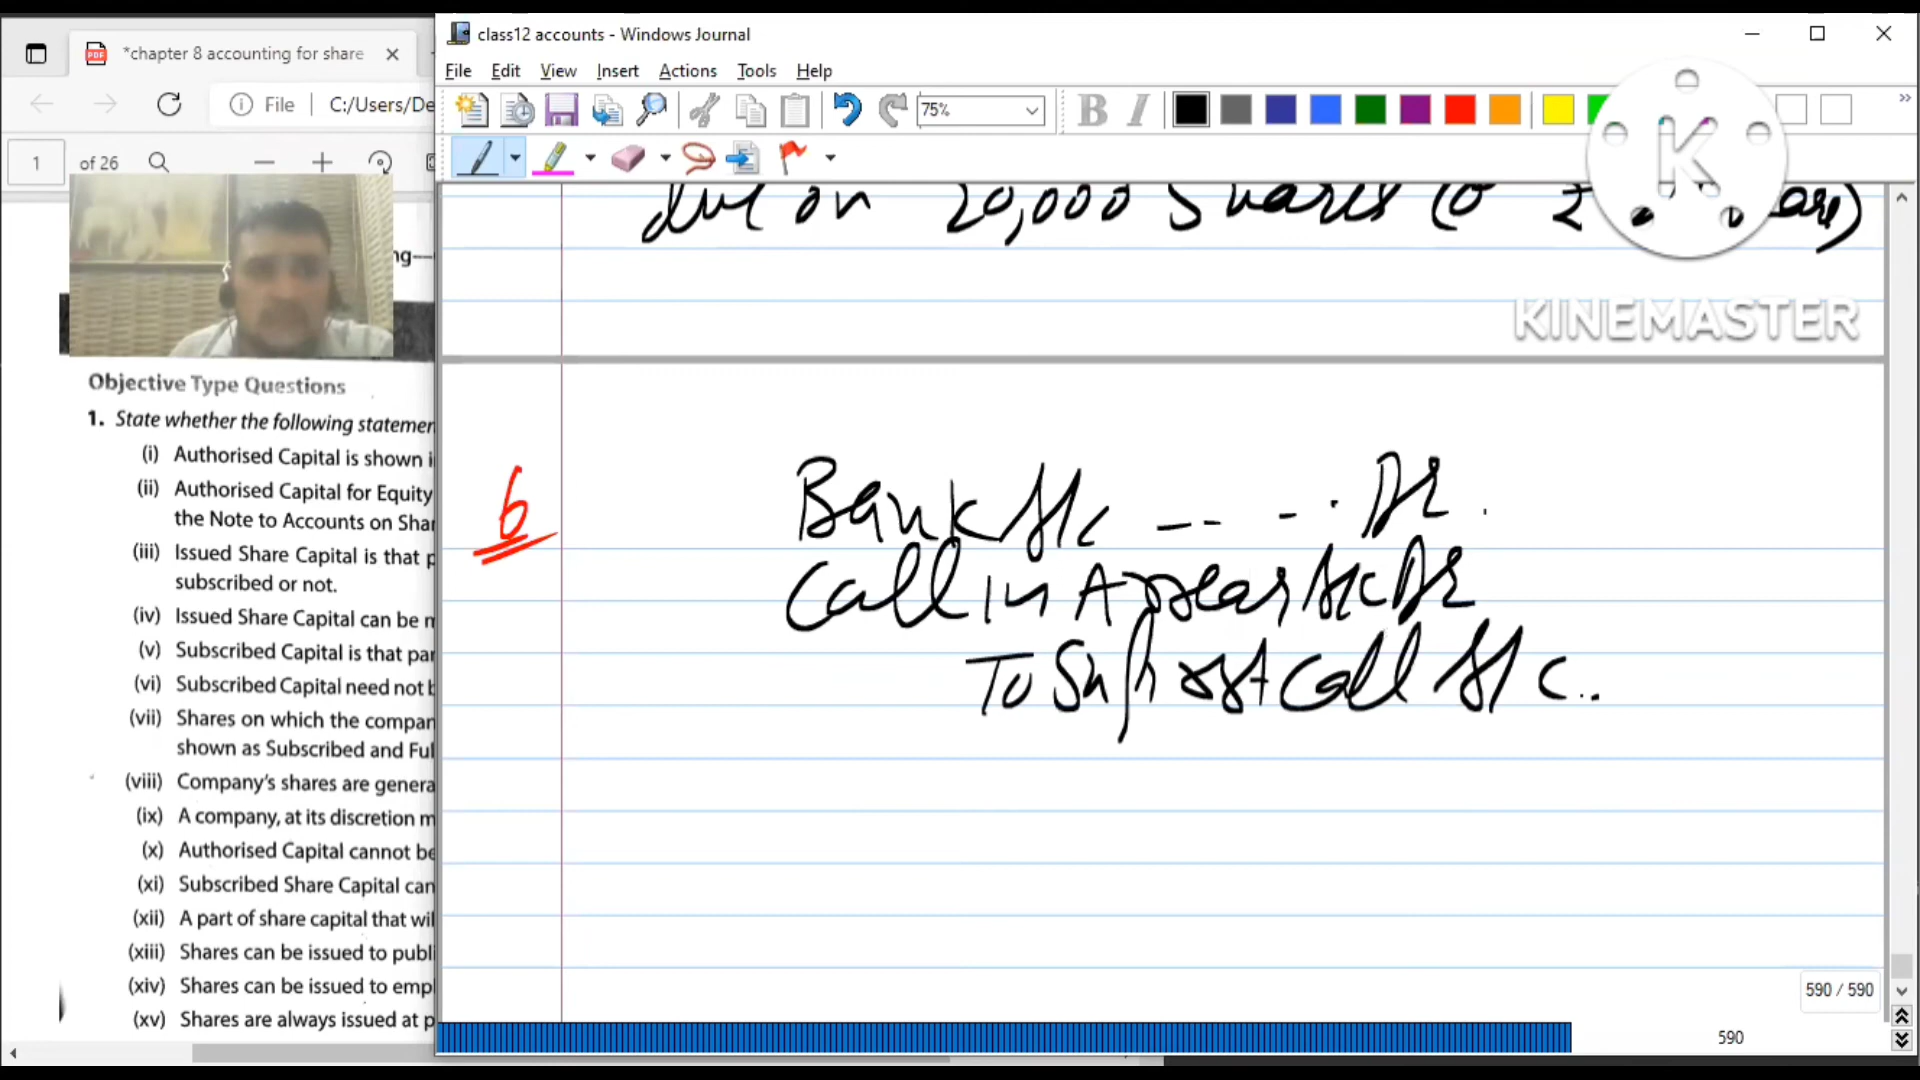 *chapter 8 accounting for share
File
C:/Users/De
1 of 26
class12 accounts - Windows Journal
File Edit View Insert Actions Tools Help
75%
B I
K
KINEMASTER
due on 20,000 Shares (@ ₹
ng—
Objective Type Questions
1. State whether the following statemen
(i) Authorised Capital is shown i
(ii) Authorised Capital for Equity
the Note to Accounts on Shar
(iii) Issued Share Capital is that p
subscribed or not.
(iv) Issued Share Capital can be m
(v) Subscribed Capital is that par
(vi) Subscribed Capital need not b
(vii) Shares on which the compan
shown as Subscribed and Ful
(viii) Company's shares are genera
(ix) A company, at its discretion m
(x) Authorised Capital cannot be
(xi) Subscribed Share Capital can
(xii) A part of share capital that wil
(xiii) Shares can be issued to publi
(xiv) Shares can be issued to empl
(xv) Shares are always issued at p
6
Bank A/c -- - . Dr.
Call in Arrear A/c Dr
To Sh first Call A/c..
590 / 590
590